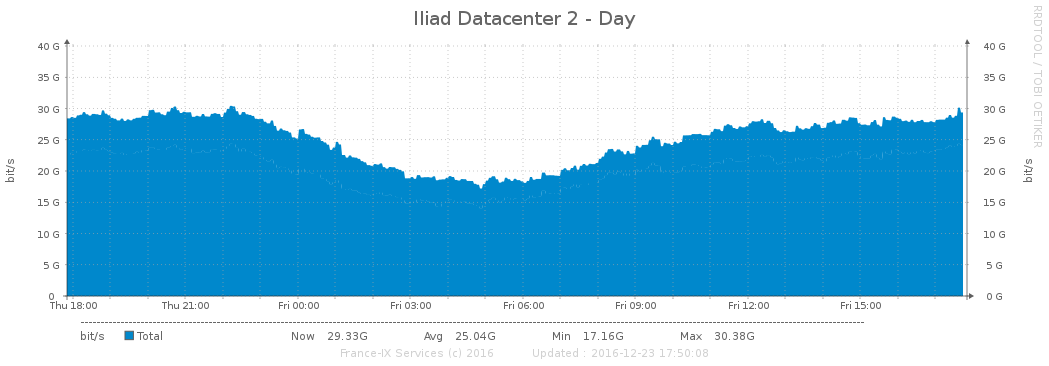 Iliad Datacenter 2 - Day
RRDTOOL / TOBI OETIKER
40 G 40 G
35 G 35 G
30 G 30 G
25 G 25 G
20 G 20 G
15 G 15 G
10 G 10 G
5 G 5 G
0 0 G
bit/s bit/s
Thu 18:00 Thu 21:00 Fri 00:00 Fri 03:00 Fri 06:00 Fri 09:00 Fri 12:00 Fri 15:00
bit/s Total Now 29.33G Avg 25.04G Min 17.16G Max 30.38G
France-IX Services (c) 2016 Updated : 2016-12-23 17:50:08